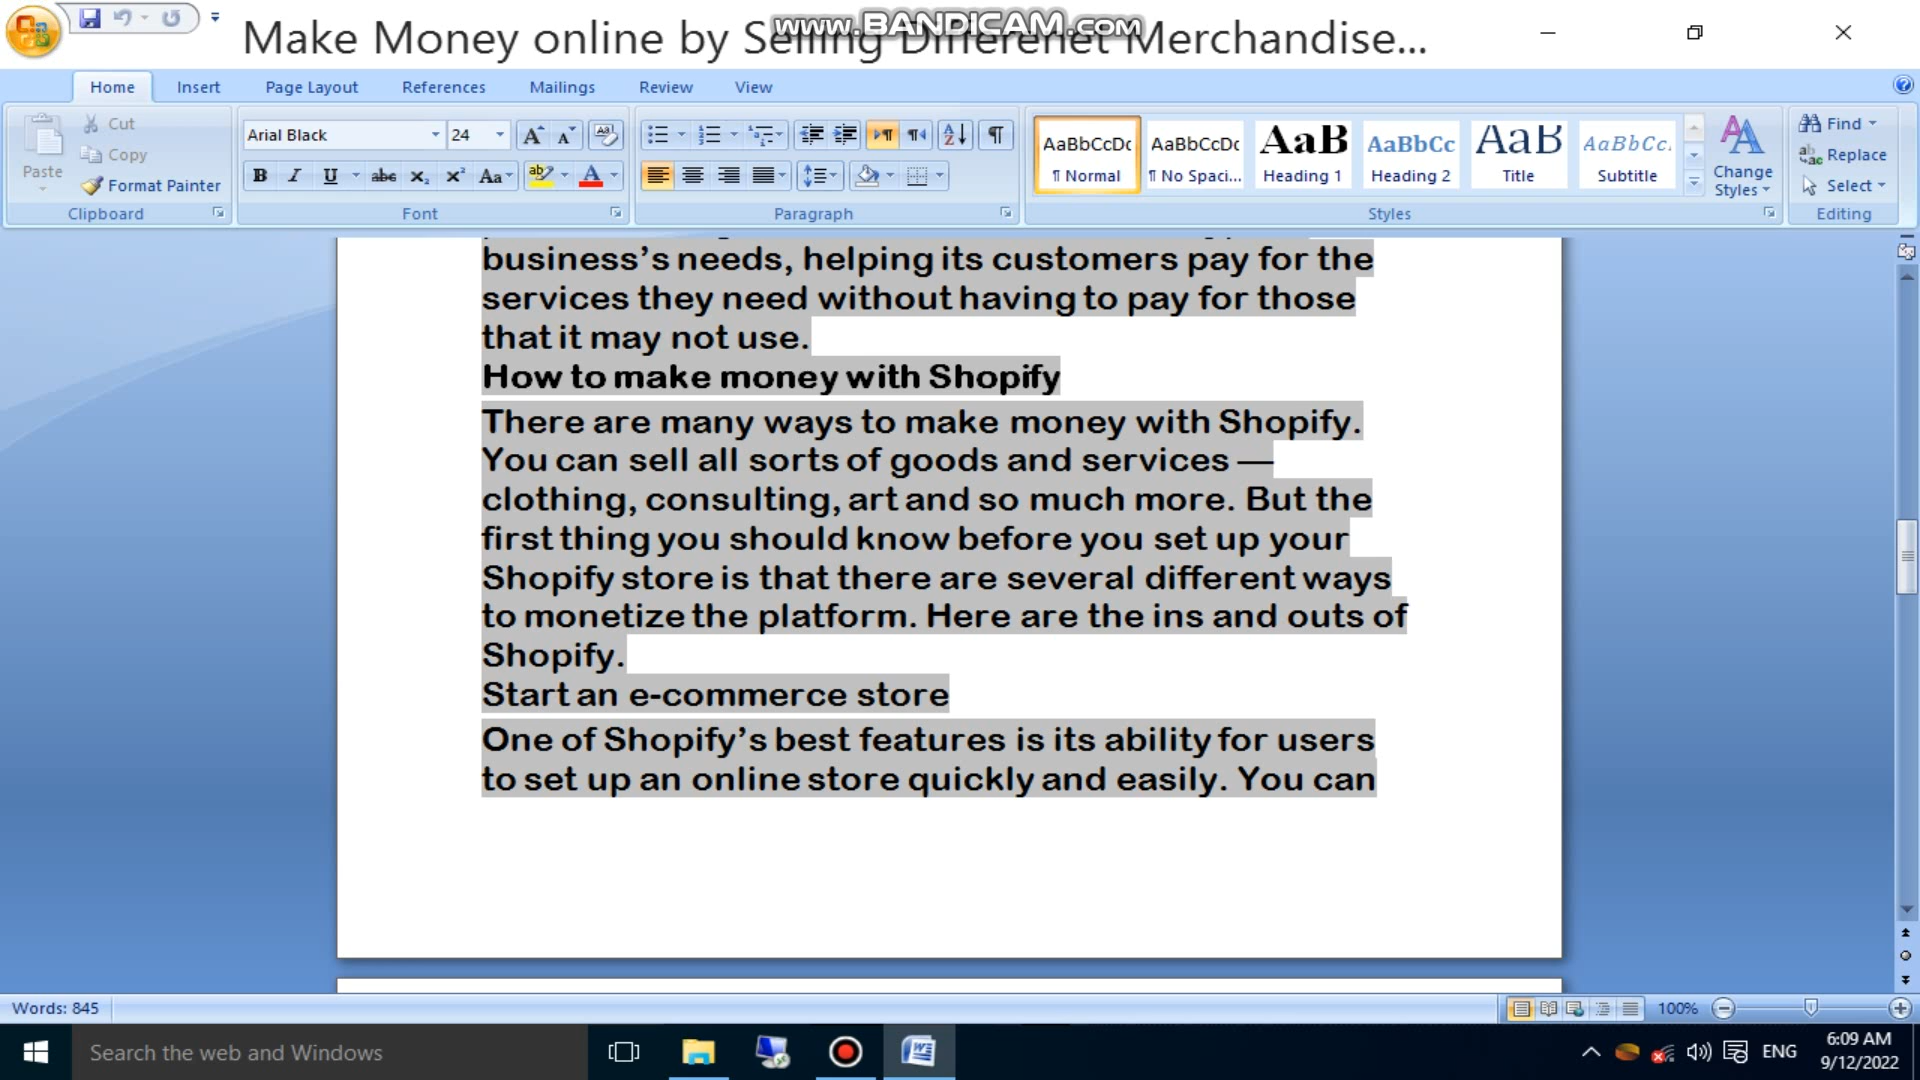 www.BANDICAM.com
Make Money online by Selling Differenet Merchandise...
Home Insert Page Layout References Mailings Review View
Paste
Cut
Copy
Format Painter
Clipboard
Arial Black 24
Font
Paragraph
AaBbCcDc AaBbCcDc AaB AaBbCc AaB AaBbCc.
¶ Normal ¶ No Spaci... Heading 1 Heading 2 Title Subtitle
Change Styles
Styles
Find
Replace
Select
Editing
business’s needs, helping its customers pay for the
services they need without having to pay for those
that it may not use.
How to make money with Shopify
There are many ways to make money with Shopify.
You can sell all sorts of goods and services —
clothing, consulting, art and so much more. But the
first thing you should know before you set up your
Shopify store is that there are several different ways
to monetize the platform. Here are the ins and outs of
Shopify.
Start an e-commerce store
One of Shopify’s best features is its ability for users
to set up an online store quickly and easily. You can
Words: 845
100%
Search the web and Windows
ENG
6:09 AM
9/12/2022